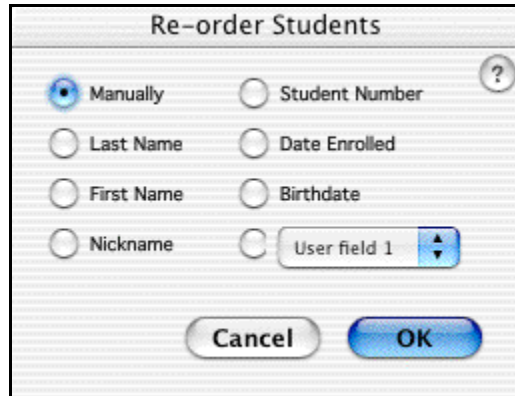 Re-order Students
?
Manually Student Number
Last Name Date Enrolled
First Name Birthdate
Nickname User field 1
Cancel OK